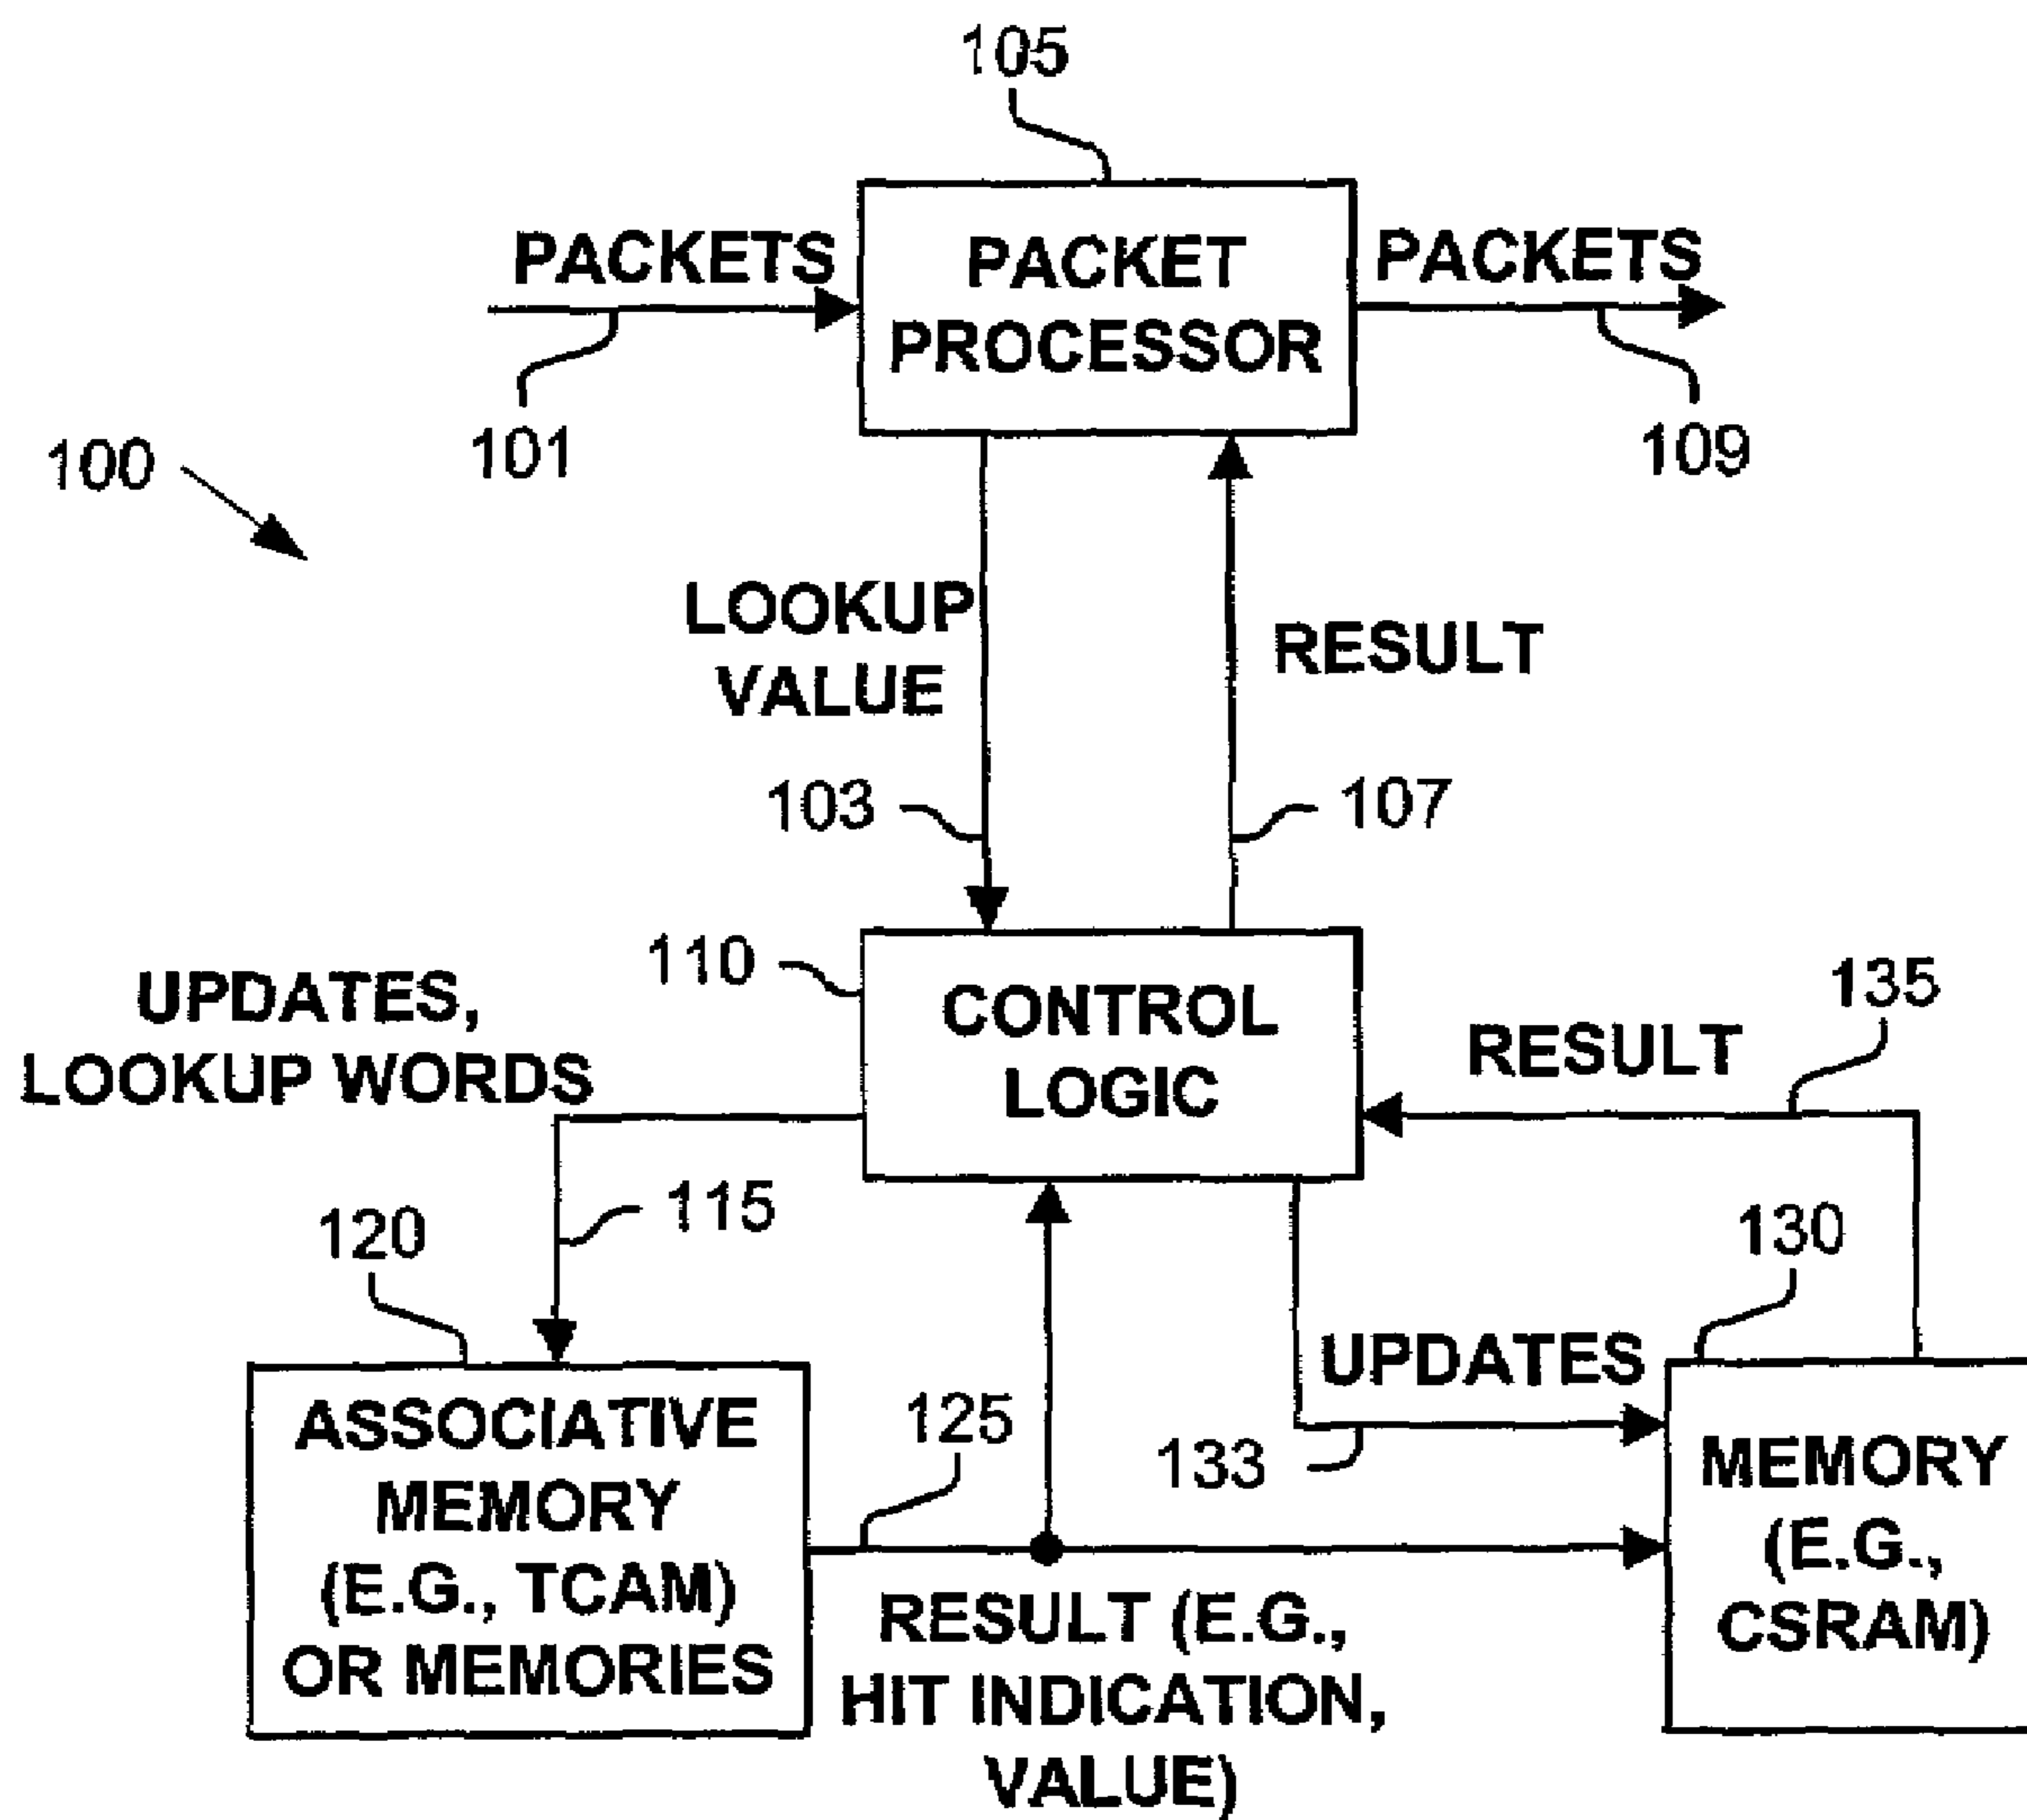 105
PACKETS
PACKET
PROCESSOR
PACKETS
101
109
100
LOOKUP
VALUE
RESULT
103
107
110
CONTROL
LOGIC
UPDATES,
LOOKUP WORDS
135
RESULT
115
120
130
UPDATES
125
133
ASSOCIATIVE
MEMORY
(E.G., TCAM)
OR MEMORIES
MEMORY
(E.G.,
CSRAM)
RESULT (E.G.,
HIT INDICATION,
VALUE)